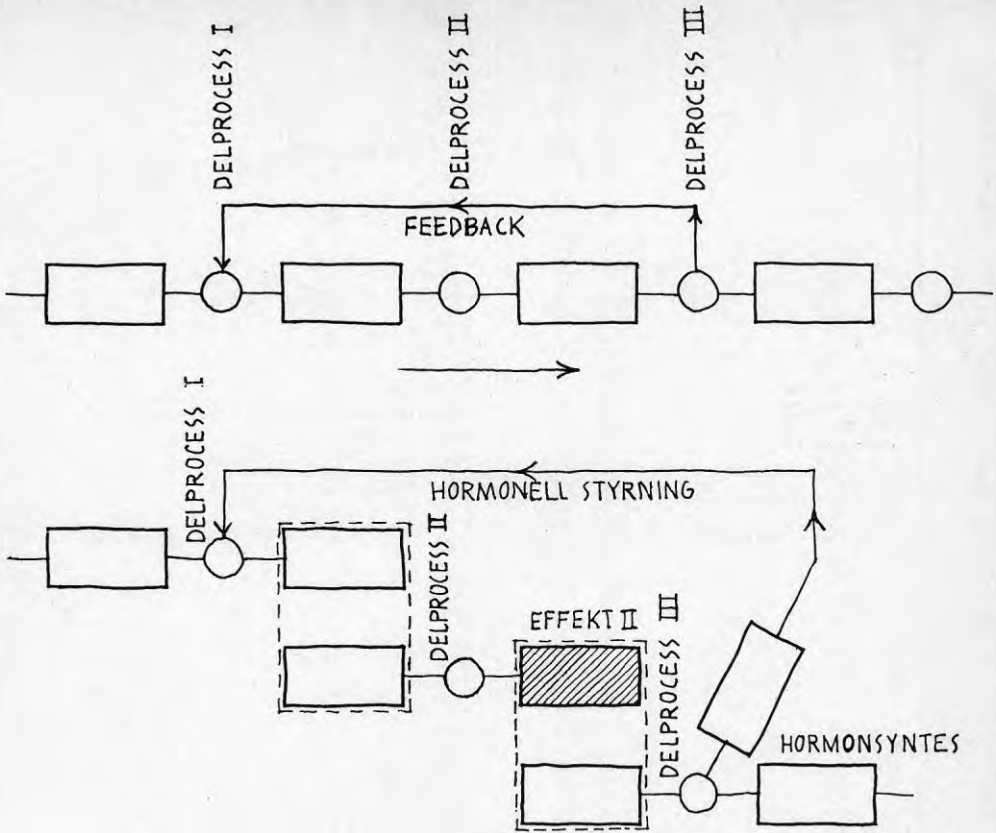 DELPROCESS I
DELPROCESS II
DELPROCESS III
FEEDBACK
DELPROCESS I
HORMONELL STYRNING
DELPROCESS II
EFFEKT II
DELPROCESS III
HORMONSYNTES